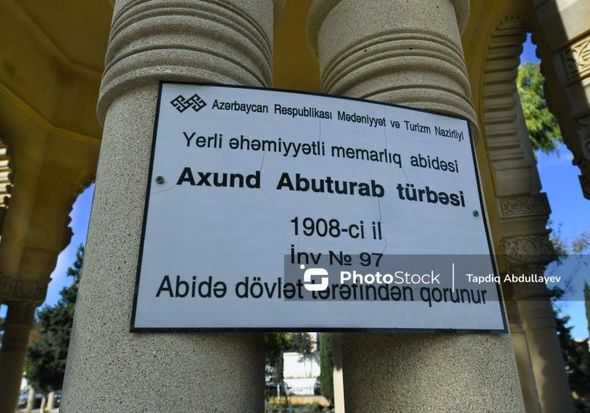 Azərbaycan Respublikası Mədəniyyət və Turizm Nazirliyi
Yerli əhəmiyyətli memarlıq abidəsi
Axund Abuturab türbəsi
1908-ci il
İnv № 97
Abidə dövlət tərəfindən qorunur
PhotoStock
Tapdiq Abdullayev